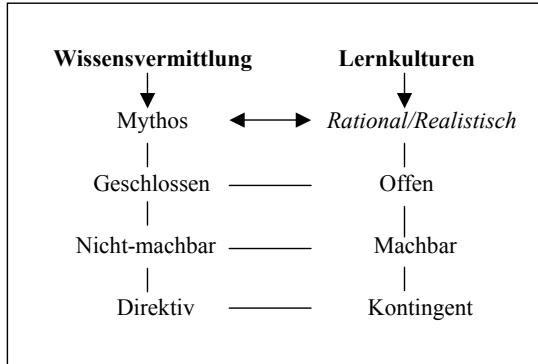 Wissensvermittlung Lernkulturen
Mythos Rational/Realistisch
Geschlossen Offen
Nicht-machbar Machbar
Direktiv Kontingent